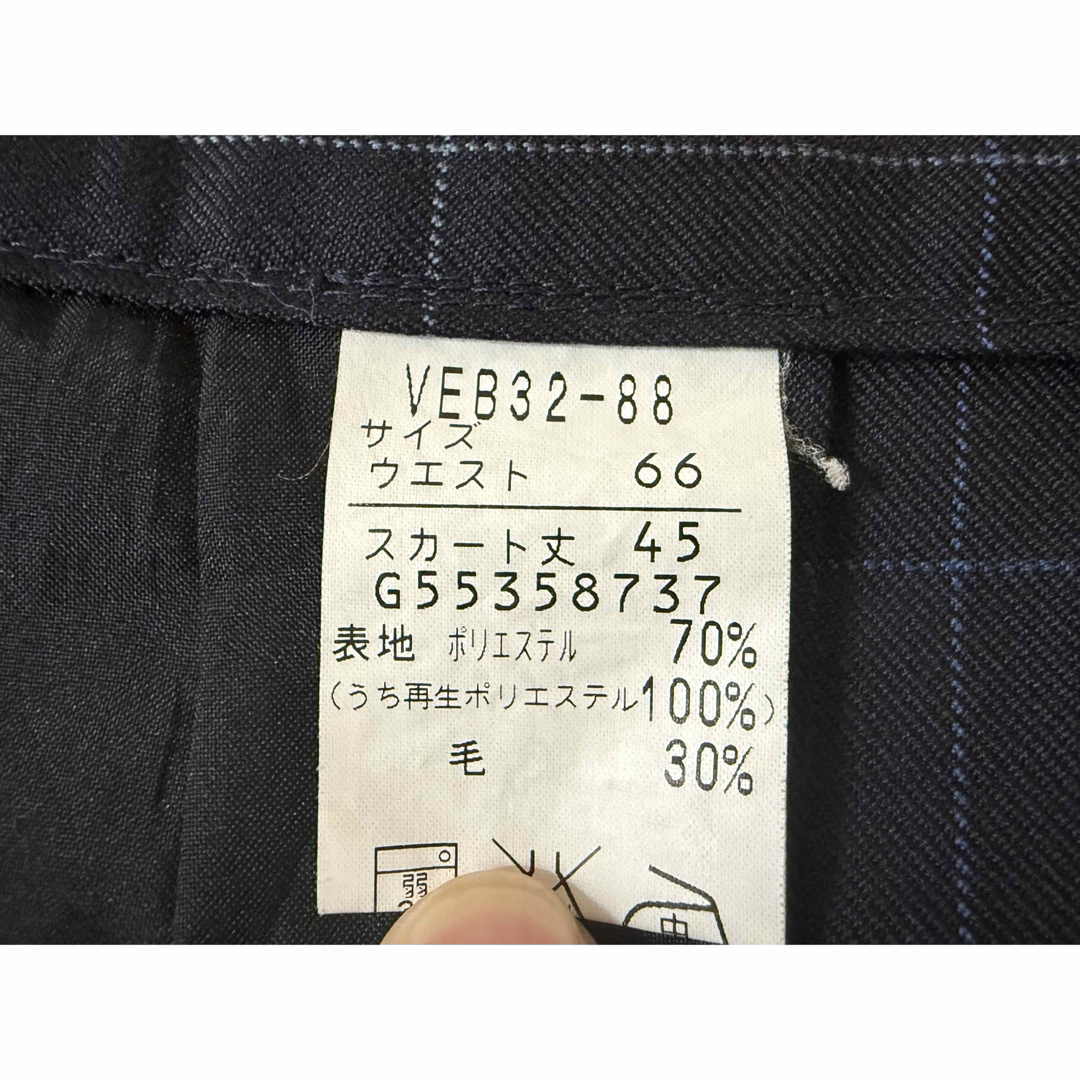 VEB32-88
サイズ
ウエスト 66
スカート丈 45
G55358737
表地 ポリエステル 70%
(うち再生ポリエステル100%)
毛 30%
弱
中